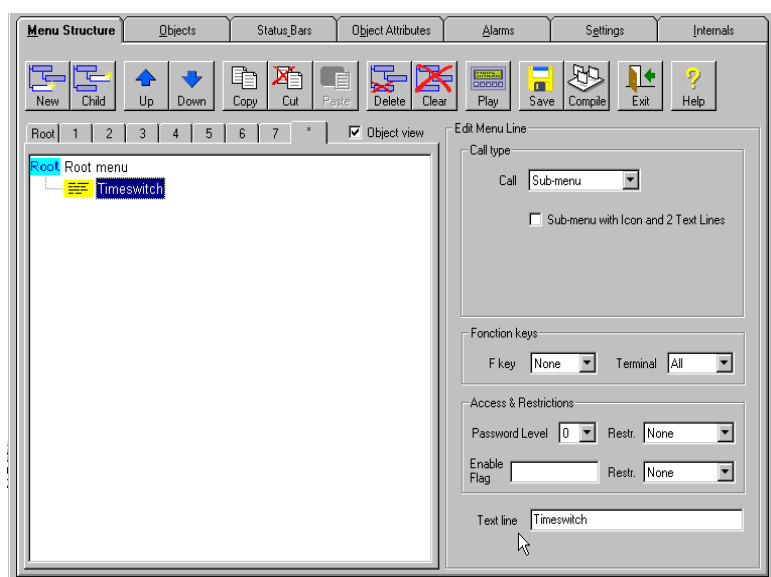 Menu Structure Objects Status Bars Object Attributes Alarms Settings Internals
New Child Up Down Copy Cut Paste Delete Clear Play Save Compile Exit Help
Root 1 2 3 4 5 6 7 * Object view
Root Root menu
Timeswitch
Edit Menu Line
Call type
Call Sub-menu
Sub-menu with Icon and 2 Text Lines
Fonction keys
F key None Terminal All
Access & Restrictions
Password Level 0 Restr. None
Enable Flag Restr. None
Text line Timeswitch